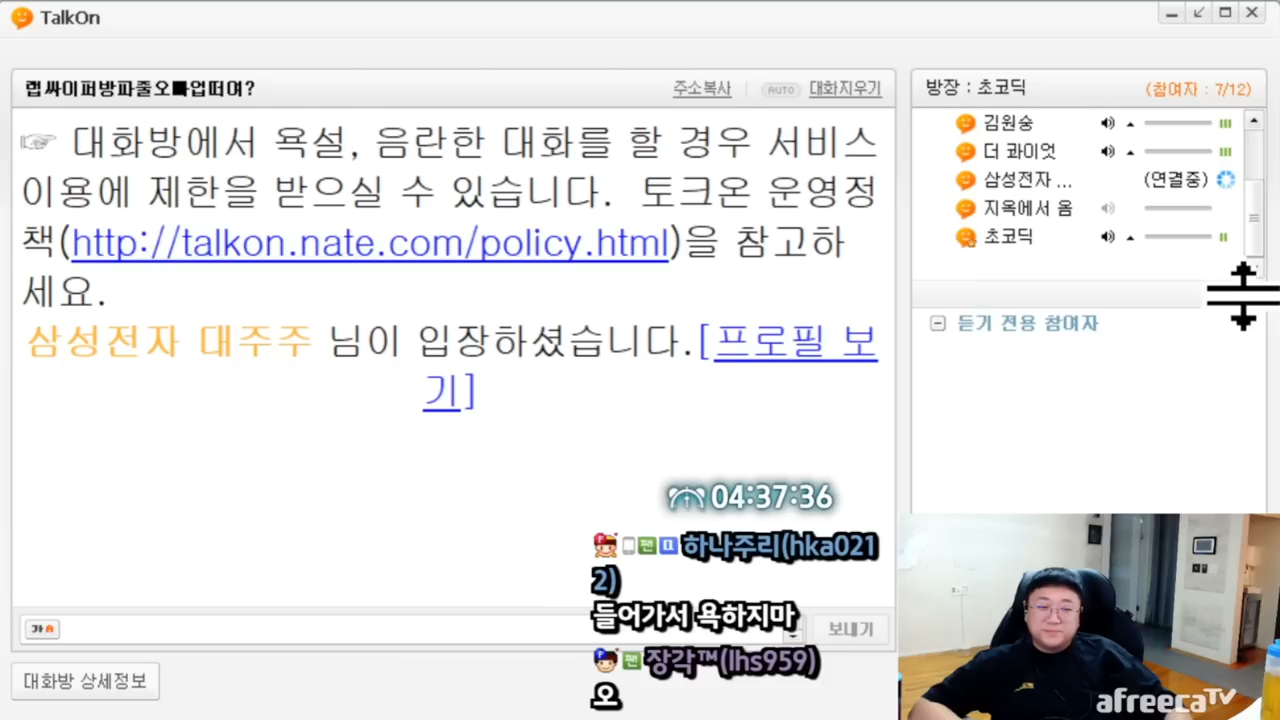 TalkOn
랩싸이퍼방파줄오빠업떠여?
주소복사
AUTO
대화지우기
방장 : 초코딕
(참여자 : 7/12)
☞ 대화방에서 욕설, 음란한 대화를 할 경우 서비스
이용에 제한을 받으실 수 있습니다. 토크온 운영정
책(http://talkon.nate.com/policy.html)을 참고하
세요.
삼성전자 대주주 님이 입장하셨습니다.[프로필 보
기]
김원숭
더 콰이엇
삼성전자 ...
(연결중)
지옥에서 옴
초코딕
듣기 전용 참여자
04:37:36
하나주리(hka021
2)
들어가서 욕하지마
장각™(lhs959)
오
가A
보내기
대화방 상세정보
afreecaTV